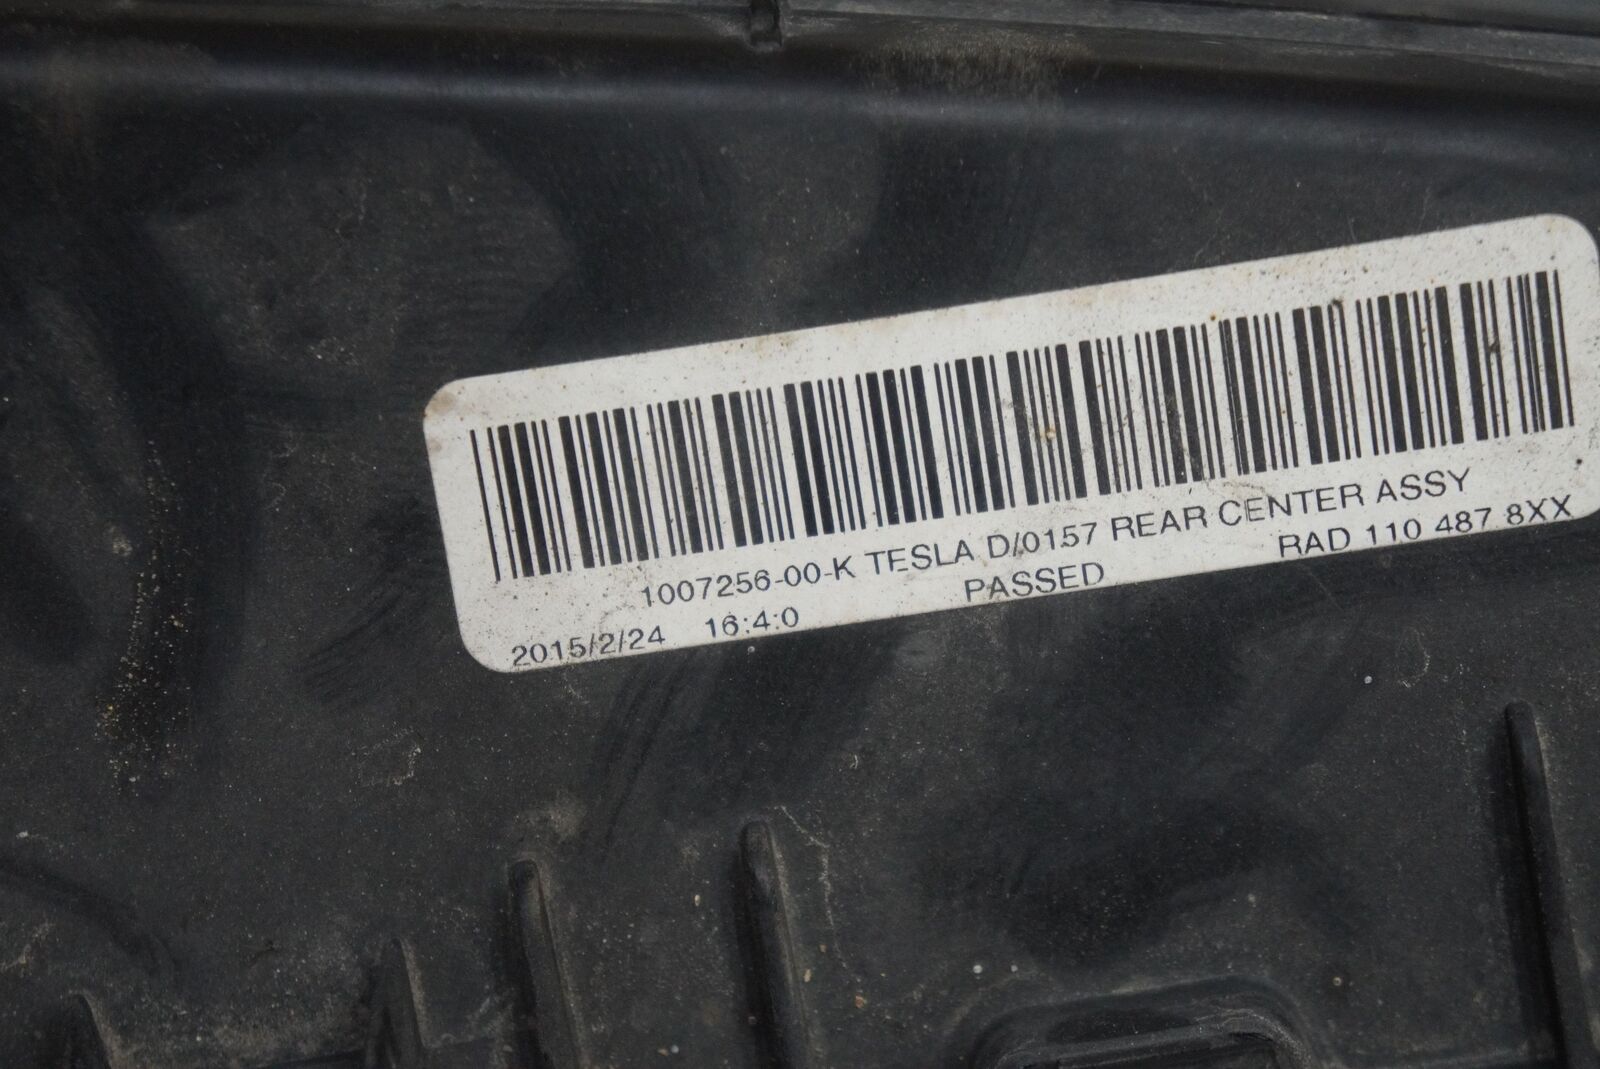 1007256-00-K TESLA D/0157 REAR CENTER ASSY
2015/2/24 16:4:0 PASSED RAD 110 487 8XX